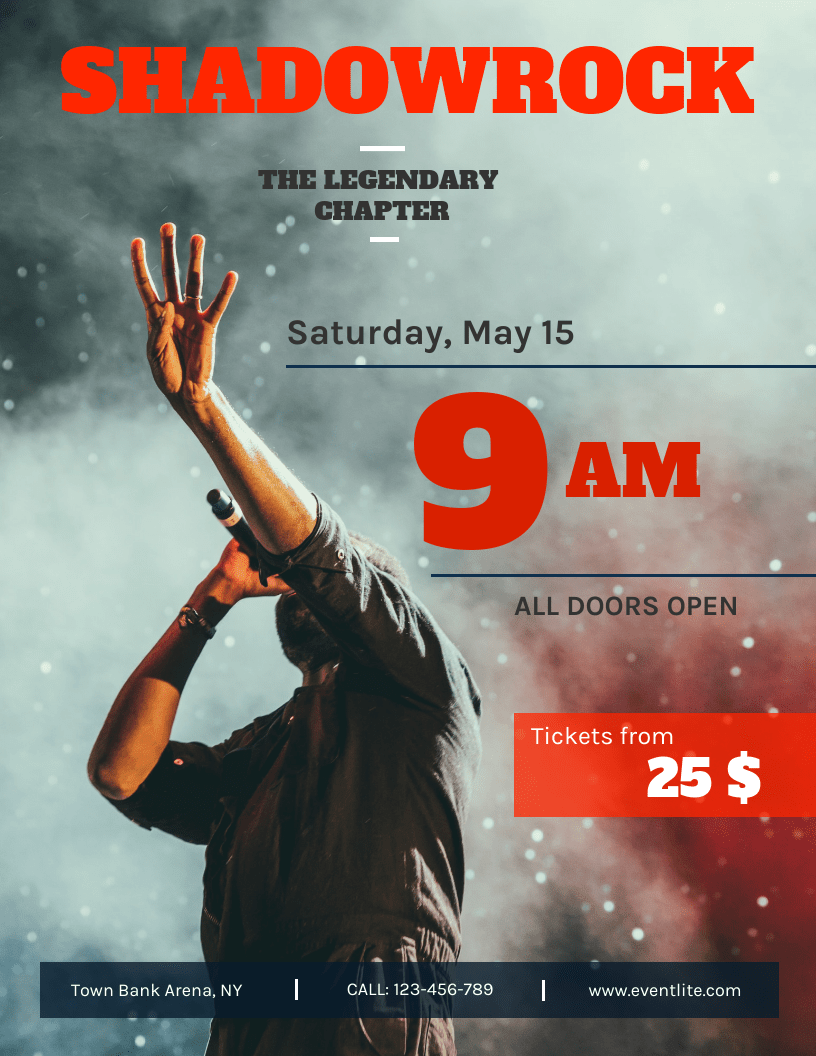 SHADOWROCK
THE LEGENDARY
CHAPTER
Saturday, May 15
9 AM
ALL DOORS OPEN
Tickets from
25 $
Town Bank Arena, NY | CALL: 123-456-789 | www.eventlite.com